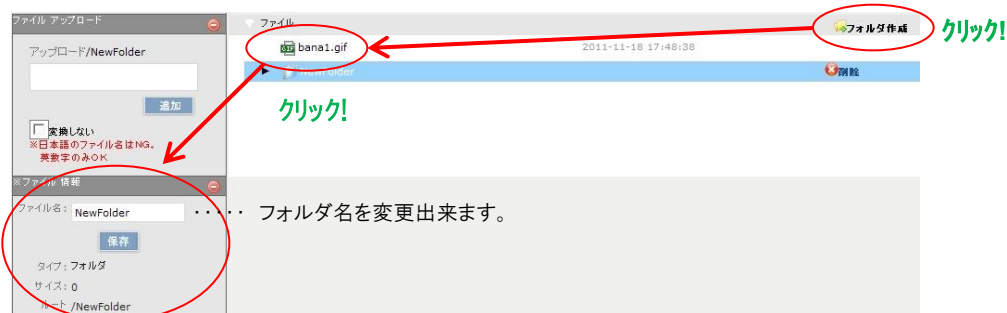 ファイル アップロード
アップロード/NewFolder
追加
変換しない
※日本語のファイル名はNG。
英数字のみOK
ファイル
フォルダ作成
クリック!
bana1.gif
2011-11-18 17:48:38
NewFolder
削除
クリック!
※ファイル 情報
ファイル名: NewFolder
・・・・・ フォルダ名を変更出来ます。
保存
タイプ: フォルダ
サイズ: 0
ルート /NewFolder